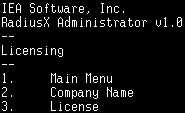 IEA Software, Inc.
RadiusX Administrator v1.0
--
Licensing
--
1. Main Menu
2. Company Name
3. License